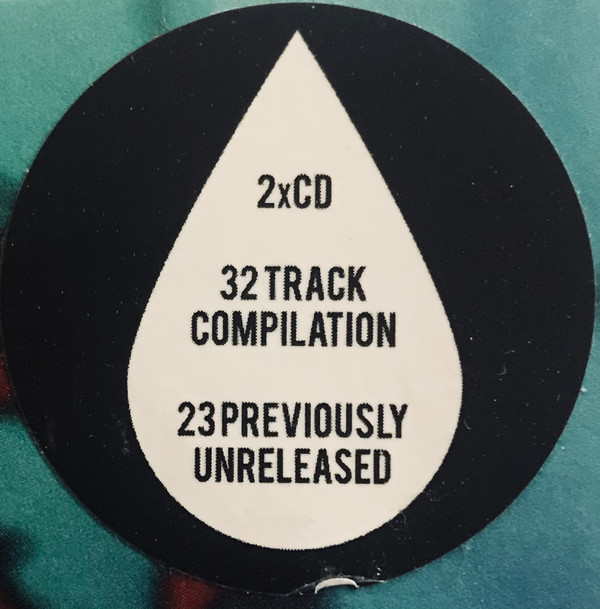 2xCD
32 TRACK
COMPILATION
23 PREVIOUSLY
UNRELEASED